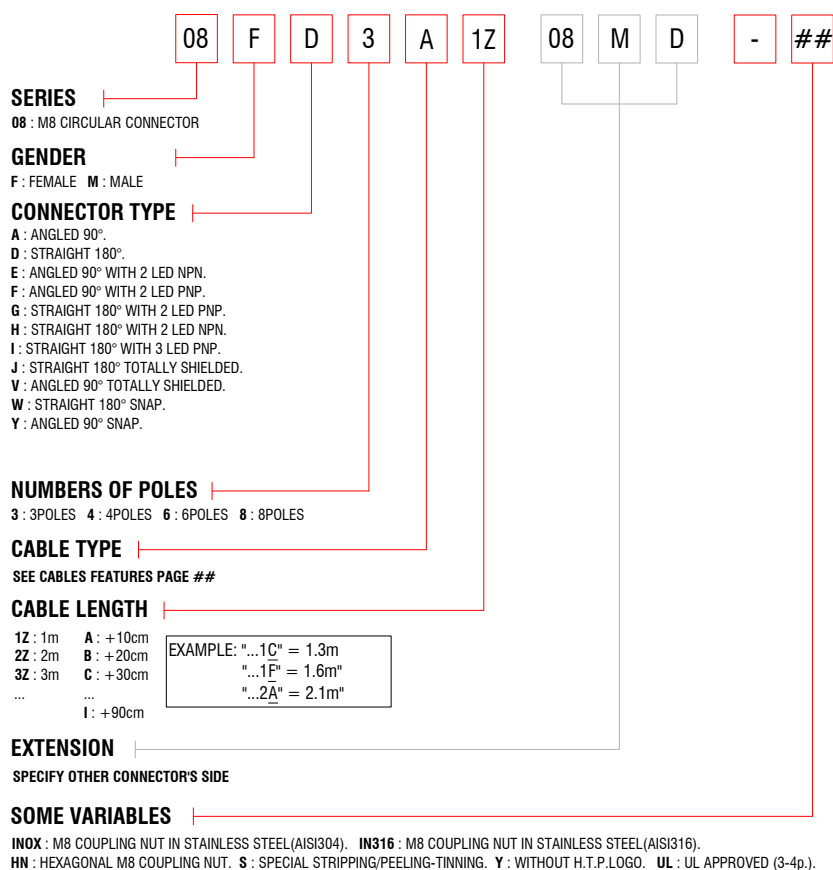 08 F D 3 A 1Z 08 M D - ##
SERIES
08 : M8 CIRCULAR CONNECTOR
GENDER
F : FEMALE M : MALE
CONNECTOR TYPE
A : ANGLED 90°.
D : STRAIGHT 180°.
E : ANGLED 90° WITH 2 LED NPN.
F : ANGLED 90° WITH 2 LED PNP.
G : STRAIGHT 180° WITH 2 LED PNP.
H : STRAIGHT 180° WITH 2 LED NPN.
I : STRAIGHT 180° WITH 3 LED PNP.
J : STRAIGHT 180° TOTALLY SHIELDED.
V : ANGLED 90° TOTALLY SHIELDED.
W : STRAIGHT 180° SNAP.
Y : ANGLED 90° SNAP.
NUMBERS OF POLES
3 : 3POLES 4 : 4POLES 6 : 6POLES 8 : 8POLES
CABLE TYPE
SEE CABLES FEATURES PAGE ##
CABLE LENGTH
1Z : 1m A : +10cm
2Z : 2m B : +20cm
3Z : 3m C : +30cm
... ...
I : +90cm
EXAMPLE: "...1C" = 1.3m
"...1F" = 1.6m"
"...2A" = 2.1m"
EXTENSION
SPECIFY OTHER CONNECTOR'S SIDE
SOME VARIABLES
INOX : M8 COUPLING NUT IN STAINLESS STEEL(AISI304). IN316 : M8 COUPLING NUT IN STAINLESS STEEL(AISI316).
HN : HEXAGONAL M8 COUPLING NUT. S : SPECIAL STRIPPING/PEELING-TINNING. Y : WITHOUT H.T.P.LOGO. UL : UL APPROVED (3-4p.).